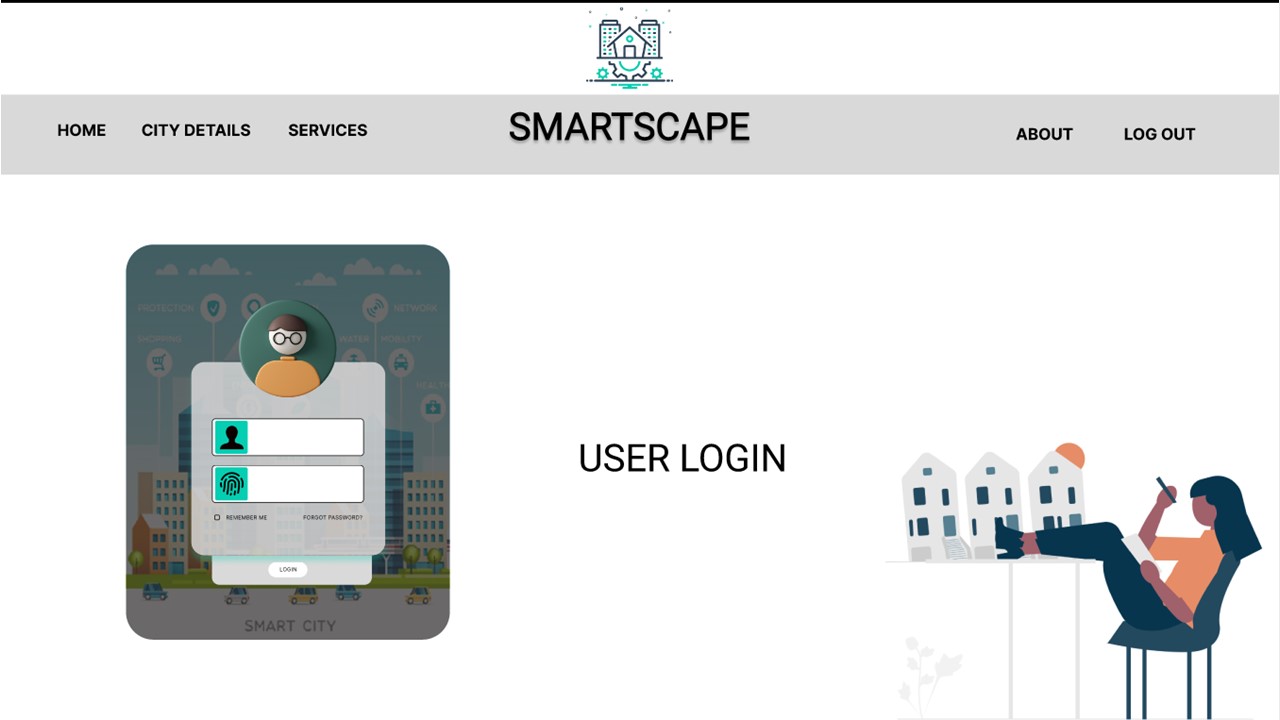 HOME CITY DETAILS SERVICES SMARTSCAPE ABOUT LOG OUT
PROTECTION NETWORK
SHOPPING WATER MOBILITY
HEALTH
USER LOGIN
REMEMBER ME FORGOT PASSWORD?
LOGIN
SMART CITY